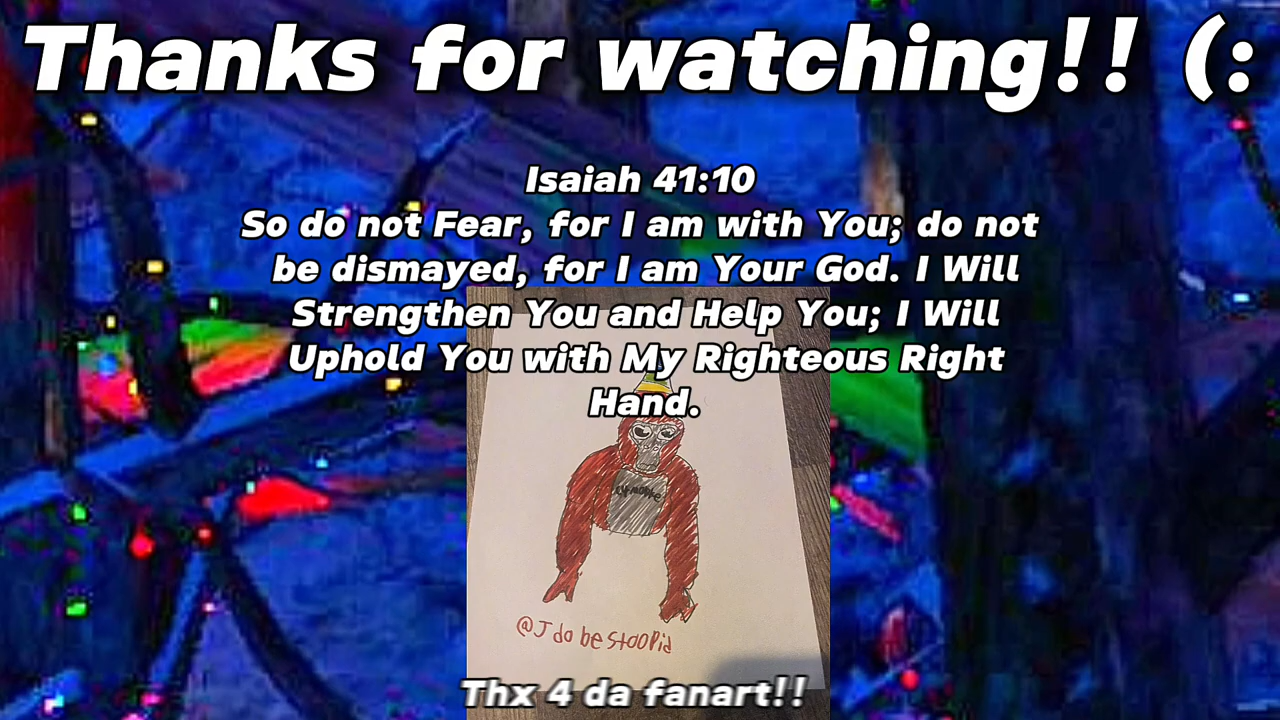 Thanks for watching!! (:
Isaiah 41:10
So do not Fear, for I am with You; do not
be dismayed, for I am Your God. I Will
Strengthen You and Help You; I Will
Uphold You with My Righteous Right
Hand.
@J do be stoopid
Thx 4 da fanart!!